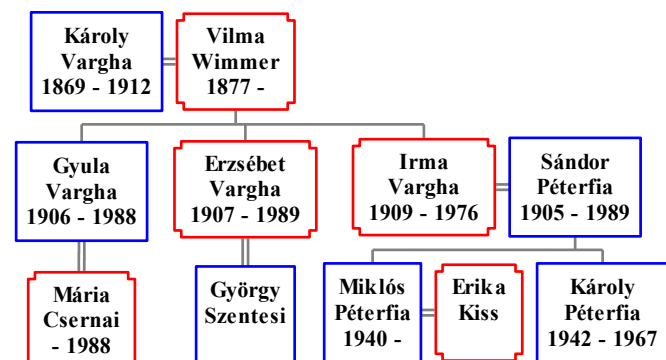 Károly
Vargha
1869 - 1912
Vilma
Wimmer
1877 -
Gyula
Vargha
1906 - 1988
Erzsébet
Vargha
1907 - 1989
Irma
Vargha
1909 - 1976
Sándor
Péterfia
1905 - 1989
Mária
Csernai
- 1988
György
Szentesi
Miklós
Péterfia
1940 -
Erika
Kiss
Károly
Péterfia
1942 - 1967